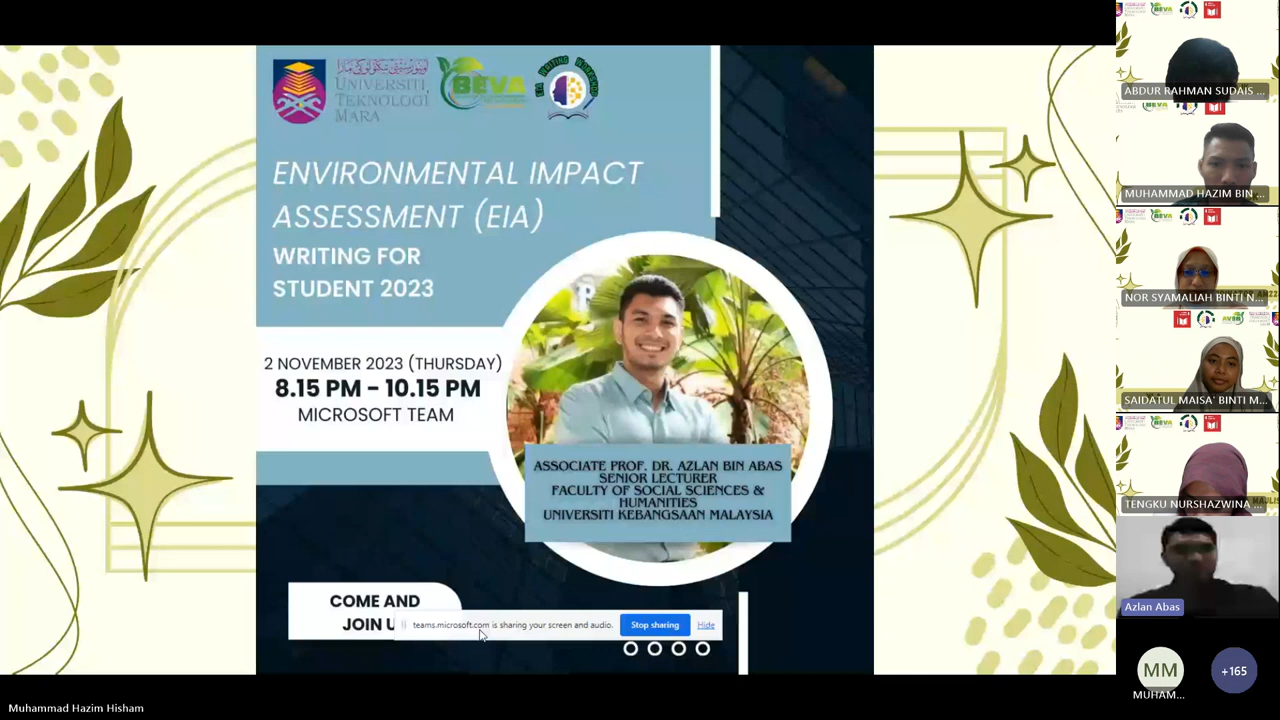 UNIVERSITI
TEKNOLOGI
MARA
BEVA
EIA WRITING WORKSHOP
ENVIRONMENTAL IMPACT
ASSESSMENT (EIA)
WRITING FOR
STUDENT 2023
2 NOVEMBER 2023 (THURSDAY)
8.15 PM - 10.15 PM
MICROSOFT TEAM
ASSOCIATE PROF. DR. AZLAN BIN ABAS
SENIOR LECTURER
FACULTY OF SOCIAL SCIENCES &
HUMANITIES
UNIVERSITI KEBANGSAAN MALAYSIA
COME AND
JOIN U
teams.microsoft.com is sharing your screen and audio.
Stop sharing
Hide
ABDUR RAHMAN SUDAIS ...
MUHAMMAD HAZIM BIN ...
NOR SYAMALIAH BINTI N...
SAIDATUL MAISA' BINTI M...
TENGKU NURSHAZWINA ...
Azlan Abas
MM
MUHAM...
+165
Muhammad Hazim Hisham